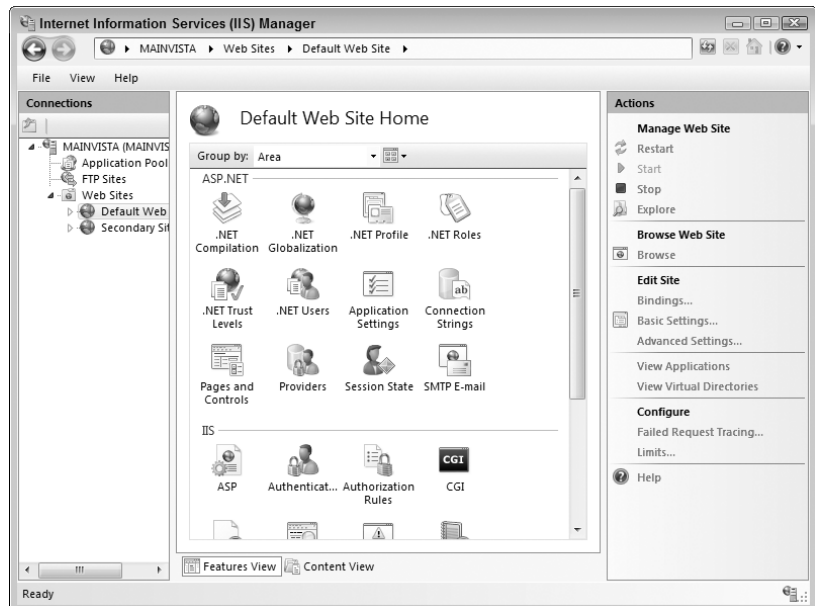 Internet Information Services (IIS) Manager
MAINVISTA Web Sites Default Web Site
File View Help
Connections
MAINVISTA (MAINVIS
Application Pool
FTP Sites
Web Sites
Default Web
Secondary Sit
Default Web Site Home
Group by: Area
ASP.NET
.NET Compilation
.NET Globalization
.NET Profile
.NET Roles
.NET Trust Levels
.NET Users
Application Settings
Connection Strings
ab
Pages and Controls
Providers
Session State
SMTP E-mail
IIS
ASP
Authenticat...
Authorization Rules
CGI
CGI
Features View
Content View
Actions
Manage Web Site
Restart
Start
Stop
Explore
Browse Web Site
Browse
Edit Site
Bindings...
Basic Settings...
Advanced Settings...
View Applications
View Virtual Directories
Configure
Failed Request Tracing...
Limits...
Help
Ready